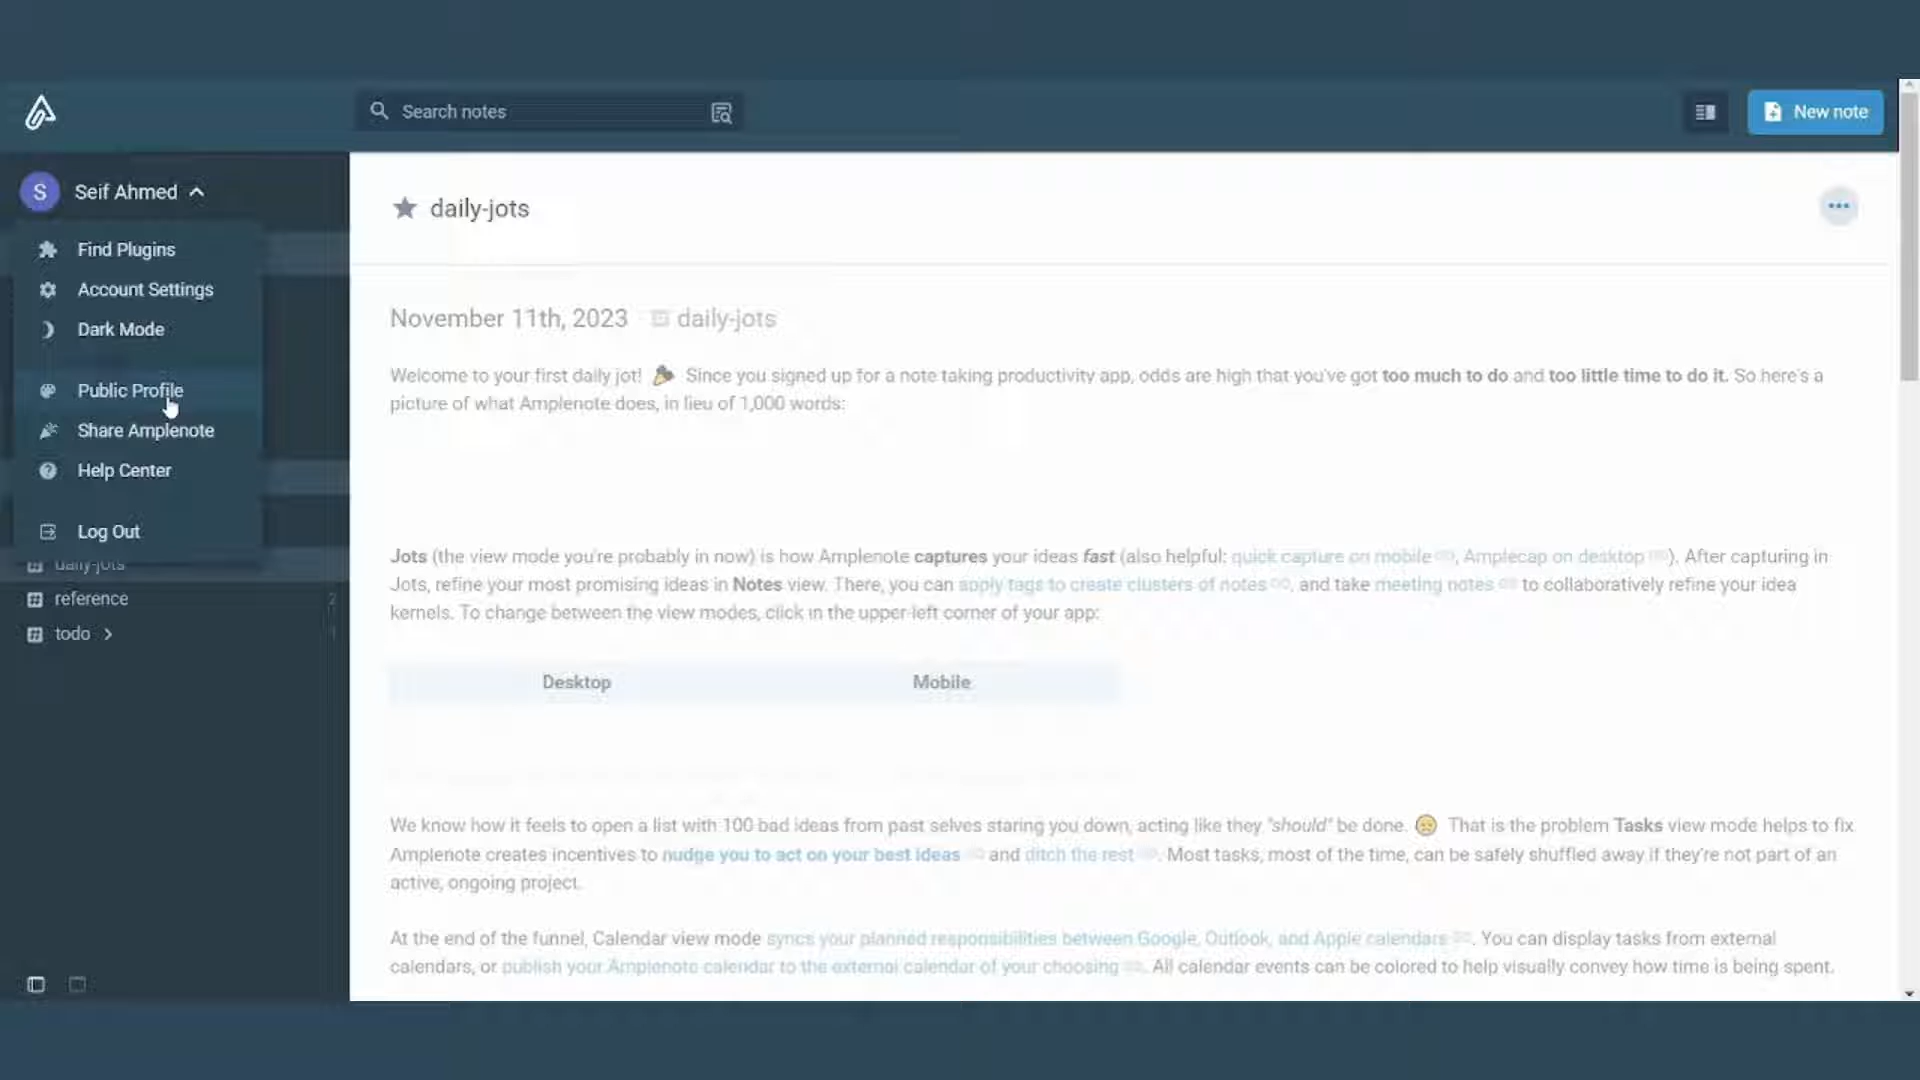 Search notes
New note
S Seif Ahmed
Find Plugins
Account Settings
Dark Mode
Public Profile
Share Amplenote
Help Center
Log Out
daily-jots
reference 2
todo
daily-jots
November 11th, 2023 daily-jots
Welcome to your first daily jot! Since you signed up for a note taking productivity app, odds are high that you've got too much to do and too little time to do it. So here's a
picture of what Amplenote does, in lieu of 1,000 words:
Jots (the view mode you're probably in now) is how Amplenote captures your ideas fast (also helpful: quick capture on mobile, Amplecap on desktop). After capturing in
Jots, refine your most promising ideas in Notes view. There, you can apply tags to create clusters of notes, and take meeting notes to collaboratively refine your idea
kernels. To change between the view modes, click in the upper-left corner of your app:
Desktop Mobile
We know how it feels to open a list with 100 bad ideas from past selves staring you down, acting like they "should" be done. That is the problem Tasks view mode helps to fix
Amplenote creates incentives to nudge you to act on your best ideas and ditch the rest. Most tasks, most of the time, can be safely shuffled away if they're not part of an
active, ongoing project.
At the end of the funnel, Calendar view mode syncs your planned responsibilities between Google, Outlook, and Apple calendars. You can display tasks from external
calendars, or publish your Amplenote calendar to the external calendar of your choosing. All calendar events can be colored to help visually convey how time is being spent.